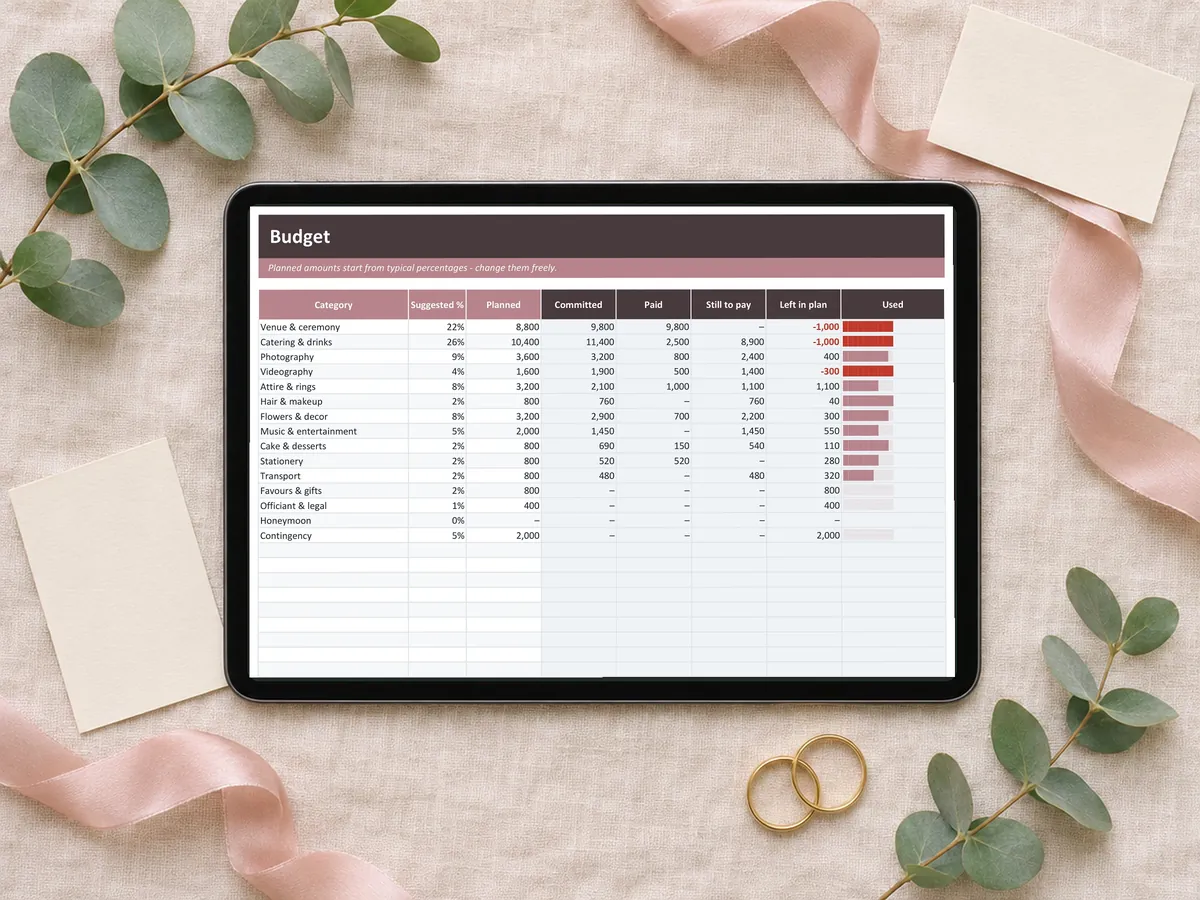 Budget
Planned amounts start from typical percentages - change them freely.
Category Suggested % Planned Committed Paid Still to pay Left in plan Used
Venue & ceremony 22% 8,800 9,800 9,800 – -1,000
Catering & drinks 26% 10,400 11,400 2,500 8,900 -1,000
Photography 9% 3,600 3,200 800 2,400 400
Videography 4% 1,600 1,900 500 1,400 -300
Attire & rings 8% 3,200 2,100 1,000 1,100 1,100
Hair & makeup 2% 800 760 – 760 40
Flowers & decor 8% 3,200 2,900 700 2,200 300
Music & entertainment 5% 2,000 1,450 – 1,450 550
Cake & desserts 2% 800 690 150 540 110
Stationery 2% 800 520 520 – 280
Transport 2% 800 480 – 480 320
Favours & gifts 2% 800 – – – 800
Officiant & legal 1% 400 – – – 400
Honeymoon 0% – – – – –
Contingency 5% 2,000 – – – 2,000